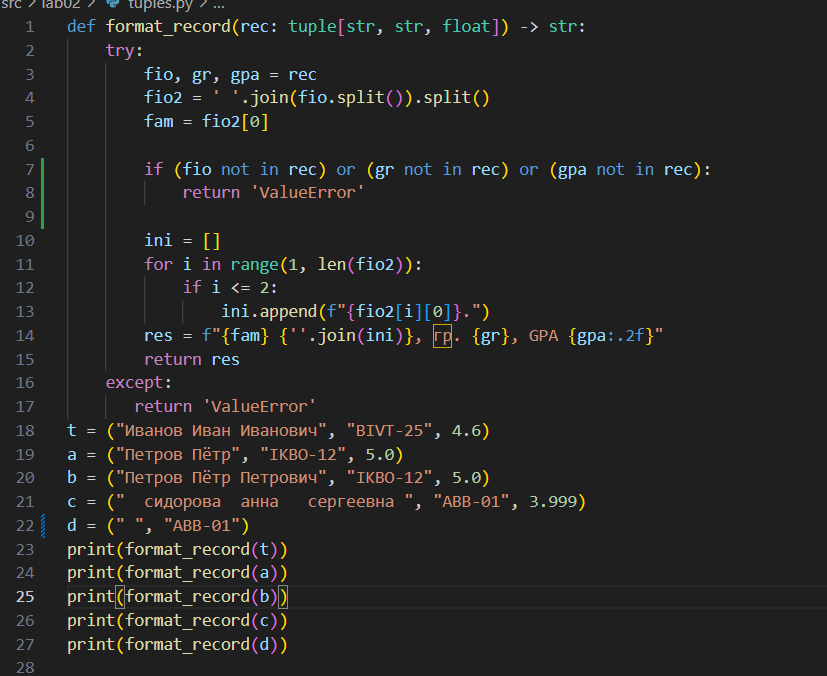 src > lab02 > tuples.py > ...
1 def format_record(rec: tuple[str, str, float]) -> str:
2     try:
3         fio, gr, gpa = rec
4         fio2 = ' '.join(fio.split()).split()
5         fam = fio2[0]
6
7         if (fio not in rec) or (gr not in rec) or (gpa not in rec):
8             return 'ValueError'
9
10         ini = []
11         for i in range(1, len(fio2)):
12             if i <= 2:
13                 ini.append(f"{fio2[i][0]}.")
14         res = f"{fam} {''.join(ini)}, гр. {gr}, GPA {gpa:.2f}"
15         return res
16     except:
17         return 'ValueError'
18 t = ("Иванов Иван Иванович", "BIVT-25", 4.6)
19 a = ("Петров Пётр", "IKBO-12", 5.0)
20 b = ("Петров Пётр Петрович", "IKBO-12", 5.0)
21 c = ("  сидорова  анна   сергеевна ", "ABB-01", 3.999)
22 d = (" ", "ABB-01")
23 print(format_record(t))
24 print(format_record(a))
25 print(format_record(b))
26 print(format_record(c))
27 print(format_record(d))
28